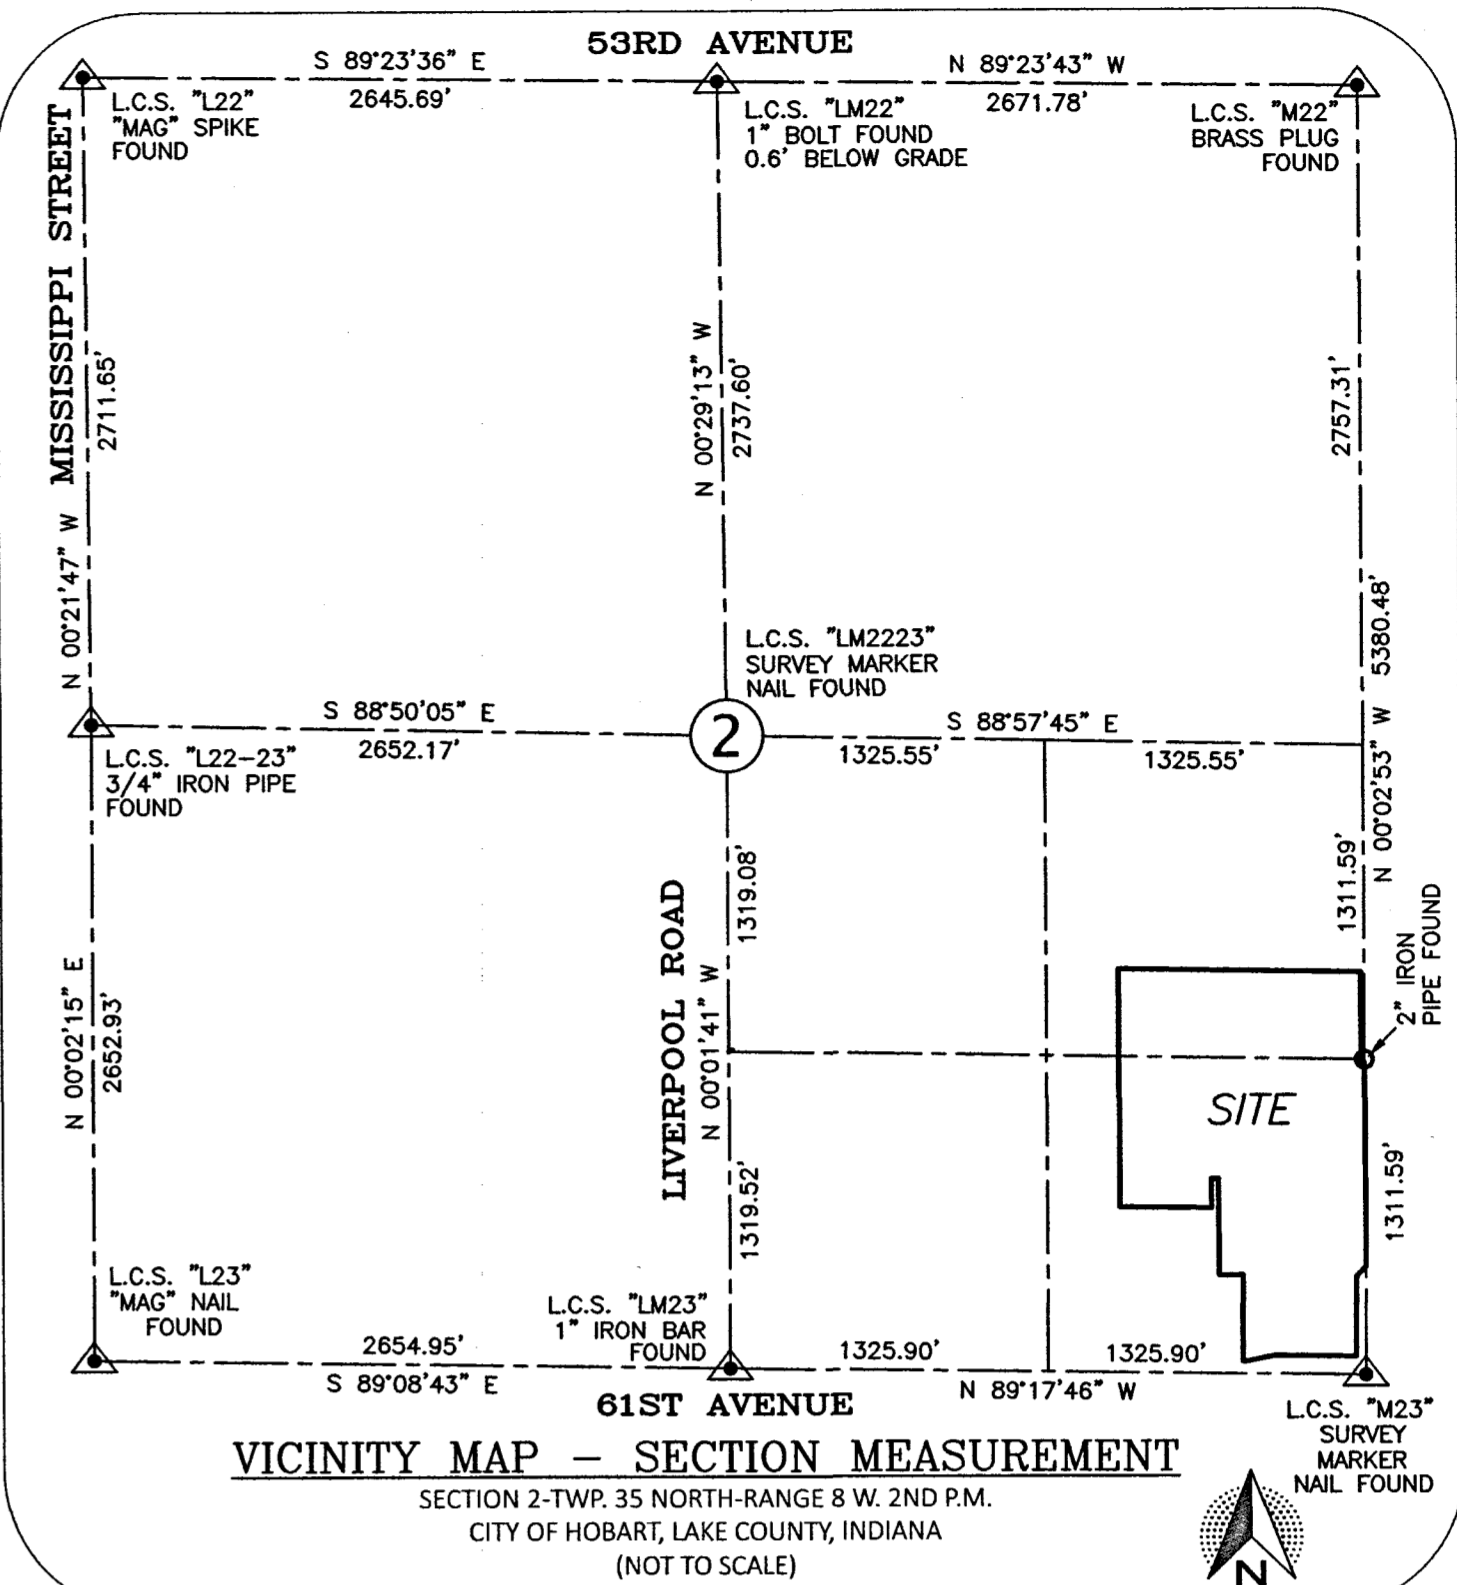 53RD AVENUE
S 89°23'36" E
2645.69'
N 89°23'43" W
2671.78'
L.C.S. "L22"
"MAG" SPIKE
FOUND
L.C.S. "LM22"
1" BOLT FOUND
0.6' BELOW GRADE
L.C.S. "M22"
BRASS PLUG
FOUND
MISSISSIPPI STREET
N 00°21'47" W
2711.65'
N 00°29'13" W
2737.60'
2757.31'
5380.48'
N 00°02'53" W
L.C.S. "LM2223"
SURVEY MARKER
NAIL FOUND
2
S 88°50'05" E
2652.17'
S 88°57'45" E
1325.55'
1325.55'
L.C.S. "L22-23"
3/4" IRON PIPE
FOUND
N 00°02'15" E
2652.93'
LIVERPOOL ROAD
1319.08'
N 00°01'41" W
1319.52'
1311.59'
2" IRON
PIPE FOUND
SITE
1311.59'
L.C.S. "L23"
"MAG" NAIL
FOUND
L.C.S. "LM23"
1" IRON BAR
FOUND
2654.95'
S 89°08'43" E
1325.90'
1325.90'
N 89°17'46" W
61ST AVENUE
L.C.S. "M23"
SURVEY
MARKER
NAIL FOUND
VICINITY MAP - SECTION MEASUREMENT
SECTION 2-TWP. 35 NORTH-RANGE 8 W. 2ND P.M.
CITY OF HOBART, LAKE COUNTY, INDIANA
(NOT TO SCALE)
N